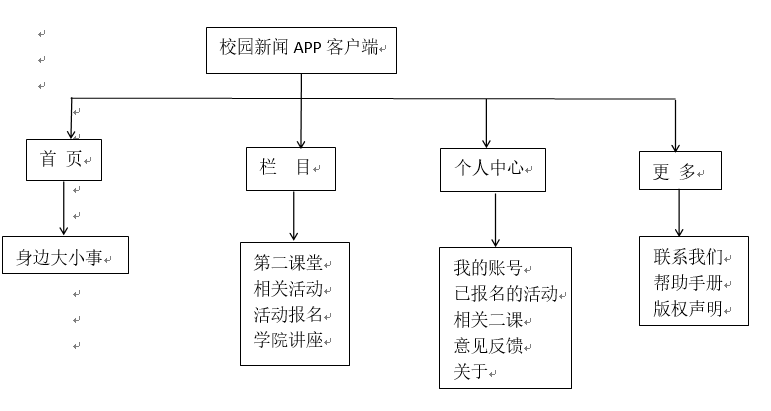 校园新闻 APP 客户端
首 页
栏 目
个人中心
更 多
身边大小事
第二课堂
相关活动
活动报名
学院讲座
我的账号
已报名的活动
相关二课
意见反馈
关于
联系我们
帮助手册
版权声明